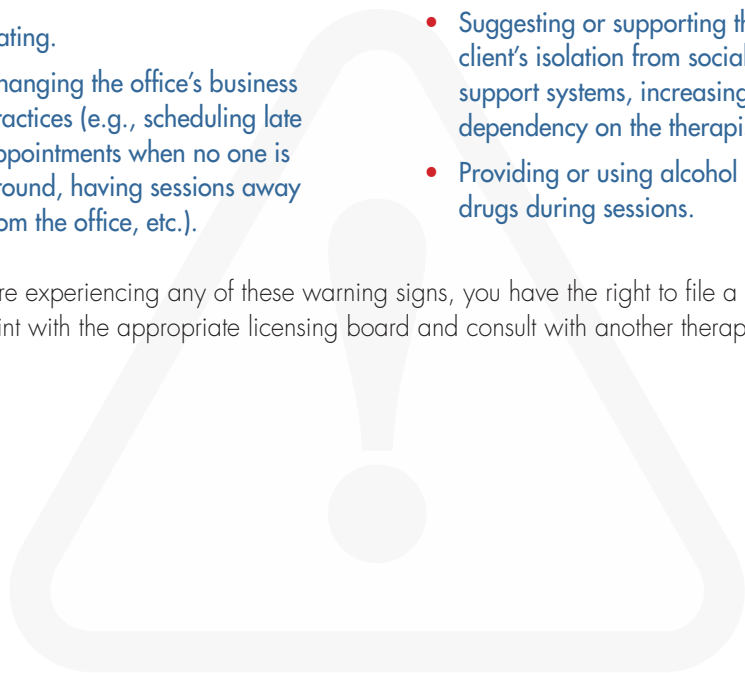 ating.
hanging the office's business
ractices (e.g., scheduling late
ppointments when no one is
round, having sessions away
om the office, etc.).
• Suggesting or supporting th
client's isolation from social
support systems, increasing
dependency on the therapi
• Providing or using alcohol
drugs during sessions.
re experiencing any of these warning signs, you have the right to file a
int with the appropriate licensing board and consult with another therap